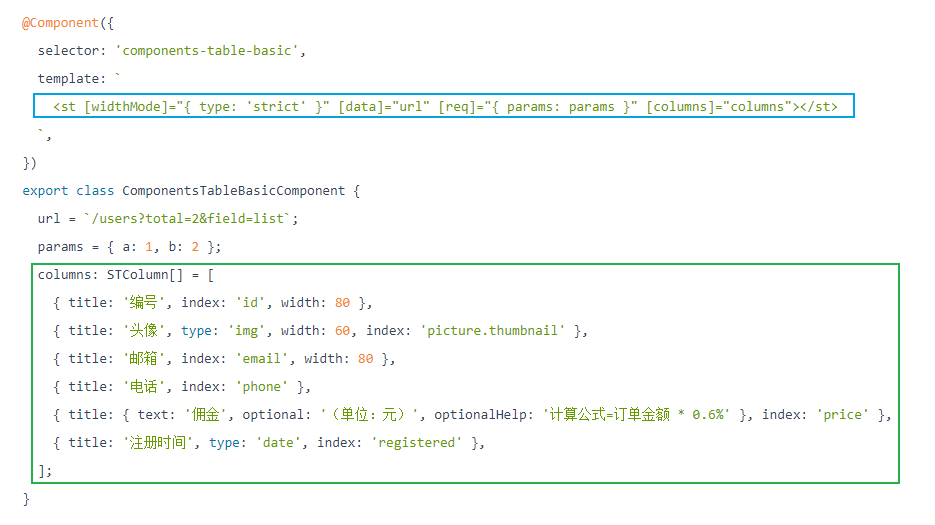 @Component({
  selector: 'components-table-basic',
  template: `
    <st [widthMode]="{ type: 'strict' }" [data]="url" [req]="{ params: params }" [columns]="columns"></st>
  `,
})
export class ComponentsTableBasicComponent {
  url = `/users?total=2&field=list`;
  params = { a: 1, b: 2 };
  columns: STColumn[] = [
    { title: '编号', index: 'id', width: 80 },
    { title: '头像', type: 'img', width: 60, index: 'picture.thumbnail' },
    { title: '邮箱', index: 'email', width: 80 },
    { title: '电话', index: 'phone' },
    { title: { text: '佣金', optional: '（单位：元）', optionalHelp: '计算公式=订单金额 * 0.6%' }, index: 'price' },
    { title: '注册时间', type: 'date', index: 'registered' },
  ];
}